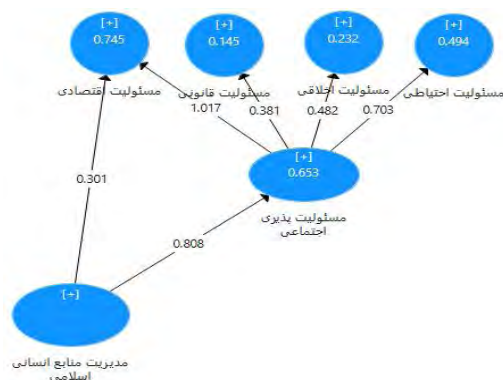 [+] [+] [+] [+]
0.745 0.145 0.232 0.494
مسئولیت اقتصادی مسئولیت قانونی مسئولیت اخلاقی مسئولیت احتیاطی
1.017 0.381 0.482 0.703
[+]
0.653
0.301
مسئولیت پذیری
اجتماعی
0.808
[+]
مدیریت منابع انسانی
اسلامی